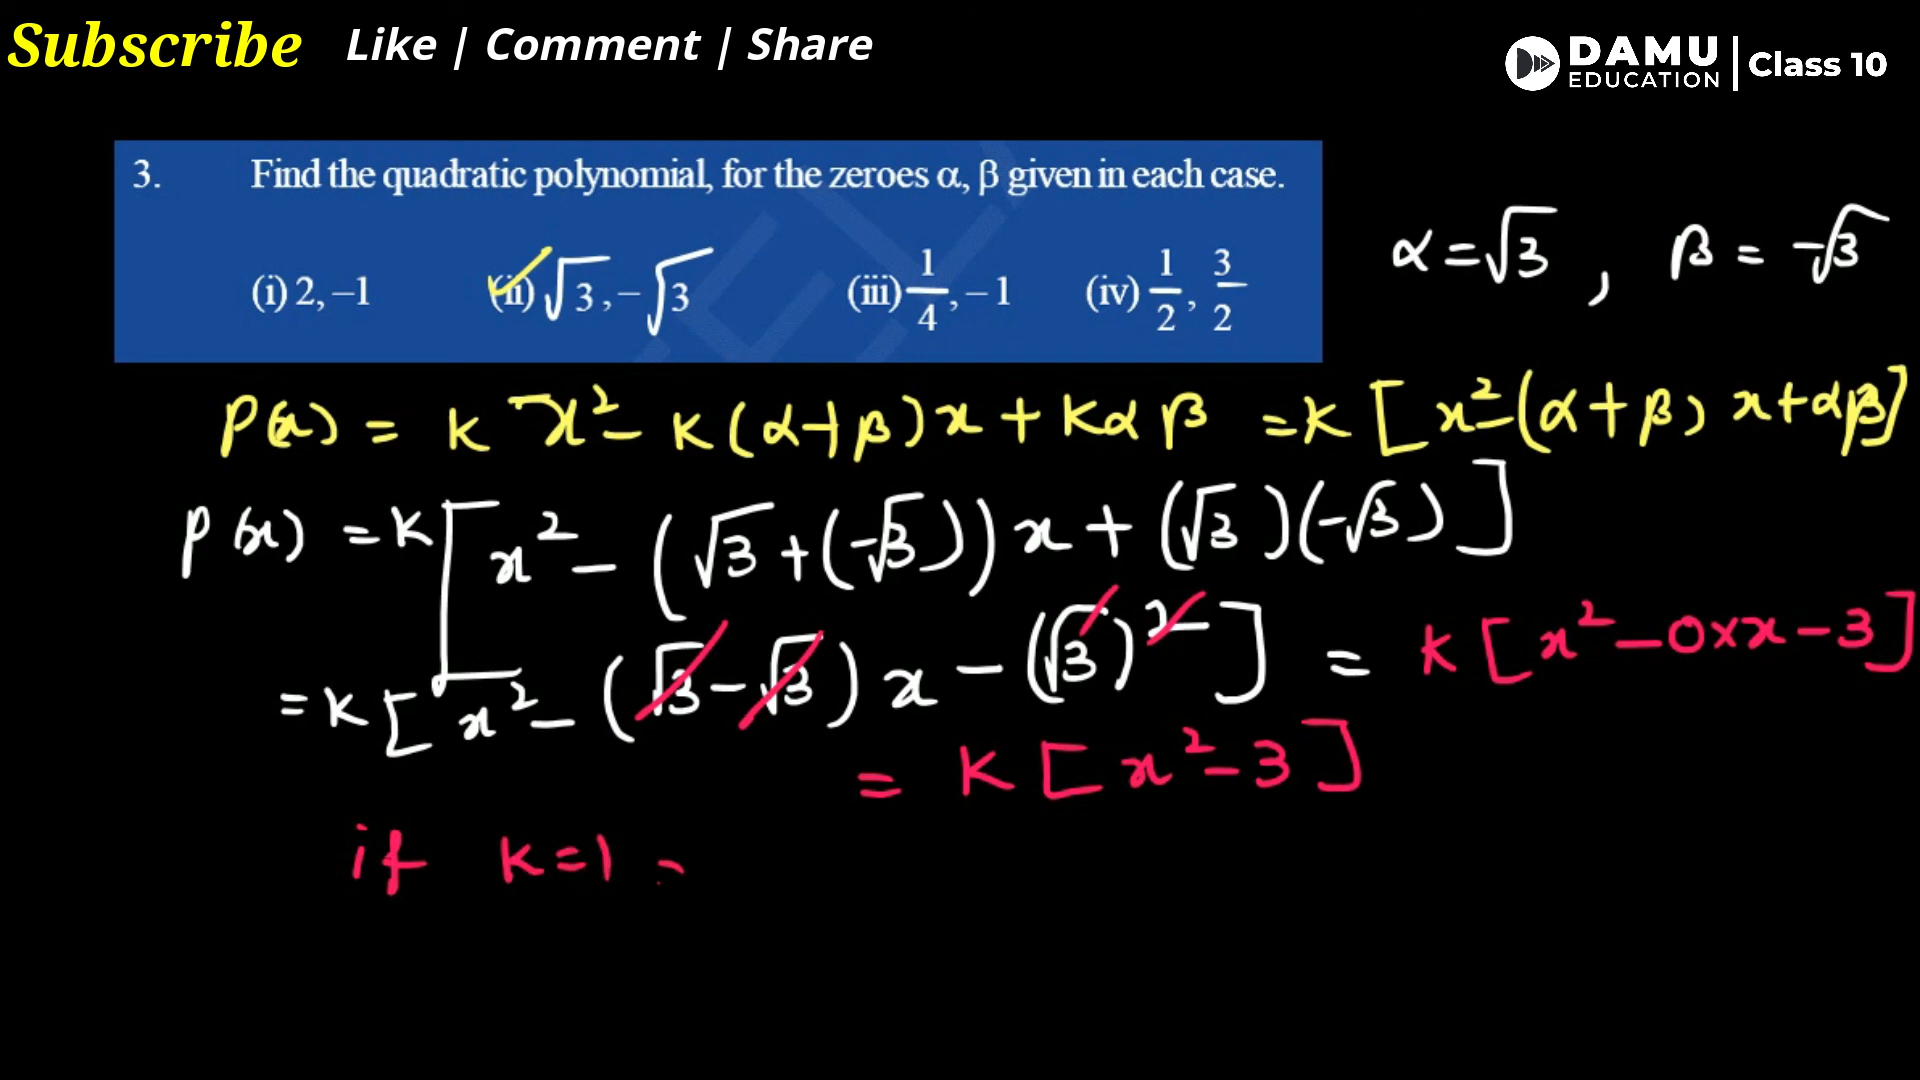 Subscribe Like | Comment | Share
DAMU EDUCATION | Class 10
3. Find the quadratic polynomial, for the zeroes α, β given in each case.
(i) 2, –1 (ii) √3, –√3 (iii) 1/4, –1 (iv) 1/2, 3/2
α = √3 , β = -√3
P(x) = K x² - K(α+β)x + Kαβ = K[x² - (α+β)x + αβ]
P(x) = K[x² - (√3 + (-√3))x + (√3)(-√3)]
= K[x² - (√3 - √3)x - (√3)²] = K[x² - 0×x - 3]
= K[x² - 3]
if K=1